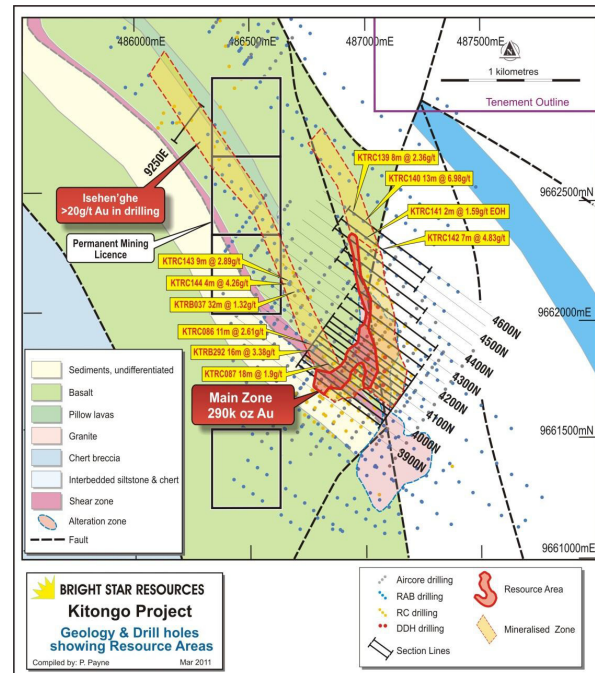 486000mE
486500mE
487000mE
487500mE
N
1 kilometres
Tenement Outline
9250E
KTRC139 8m @ 2.36g/t
KTRC140 13m @ 6.98g/t
KTRC141 2m @ 1.59g/t EOH
KTRC142 7m @ 4.83g/t
9662500mN
Isehen'ghe
>20g/t Au in drilling
Permanent Mining
Licence
KTRC143 9m @ 2.89g/t
KTRC144 4m @ 4.26g/t
KTRB037 32m @ 1.32g/t
KTRC086 11m @ 2.61g/t
KTRB292 16m @ 3.38g/t
KTRC087 18m @ 1.9g/t
9662000mN
4600N
4500N
4400N
4300N
4200N
4100N
4000N
3900N
Main Zone
290k oz Au
9661500mN
9661000mN
Sediments, undifferentiated
Basalt
Pillow lavas
Granite
Chert breccia
Interbedded siltstone & chert
Shear zone
Alteration zone
Fault
BRIGHT STAR RESOURCES
Kitongo Project
Geology & Drill holes
showing Resource Areas
Compiled by: P. Payne
Mar 2011
Aircore drilling
RAB drilling
RC drilling
DDH drilling
Section Lines
Resource Area
Mineralised Zone